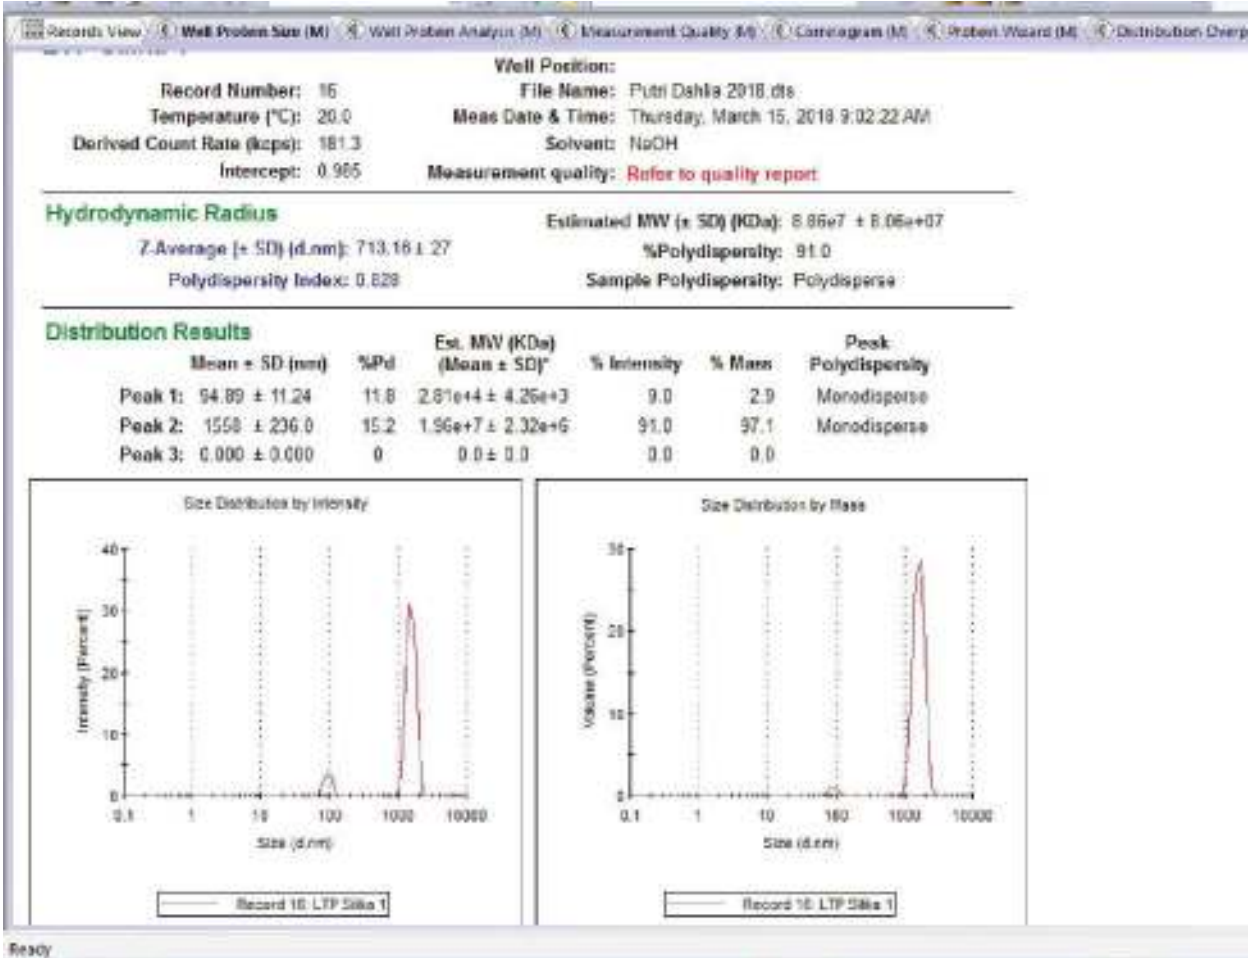 Records View Well Protein Size (M) Well Protein Analysis (M) Measurement Quality (M) Correlogram (M) Protein Wizard (M) Distribution Overp
Well Position:
Record Number: 16 File Name: Putri Dahlia 2018.dts
Temperature (°C): 20.0 Meas Date & Time: Thursday, March 15, 2018 9:02:22 AM
Derived Count Rate (kcps): 181.3 Solvent: NaOH
Intercept: 0.985 Measurement quality: Refer to quality report
Hydrodynamic Radius Estimated MW (± SD) (KDa): 8.86e7 ± 8.06e+07
Z-Average (± SD) (d.nm): 713.16 ± 27 %Polydispersity: 91.0
Polydispersity Index: 0.828 Sample Polydispersity: Polydisperse
Distribution Results
Mean ± SD (nm) %Pd Est. MW (KDa) (Mean ± SD)* % Intensity % Mass Peak Polydispersity
Peak 1: 94.89 ± 11.24 11.8 2.81e+4 ± 4.26e+3 9.0 2.9 Monodisperse
Peak 2: 1558 ± 236.0 15.2 1.96e+7 ± 2.32e+6 91.0 97.1 Monodisperse
Peak 3: 0.000 ± 0.000 0 0.0 ± 0.0 0.0 0.0
Size Distribution by Intensity
40
30
20
10
0
Intensity (Percent)
0.1 1 10 100 1000 10000
Size (d.nm)
Record 16: LTP Silika 1
Size Distribution by Mass
30
20
10
0
Volume (Percent)
0.1 1 10 100 1000 10000
Size (d.nm)
Record 16: LTP Silika 1
Ready